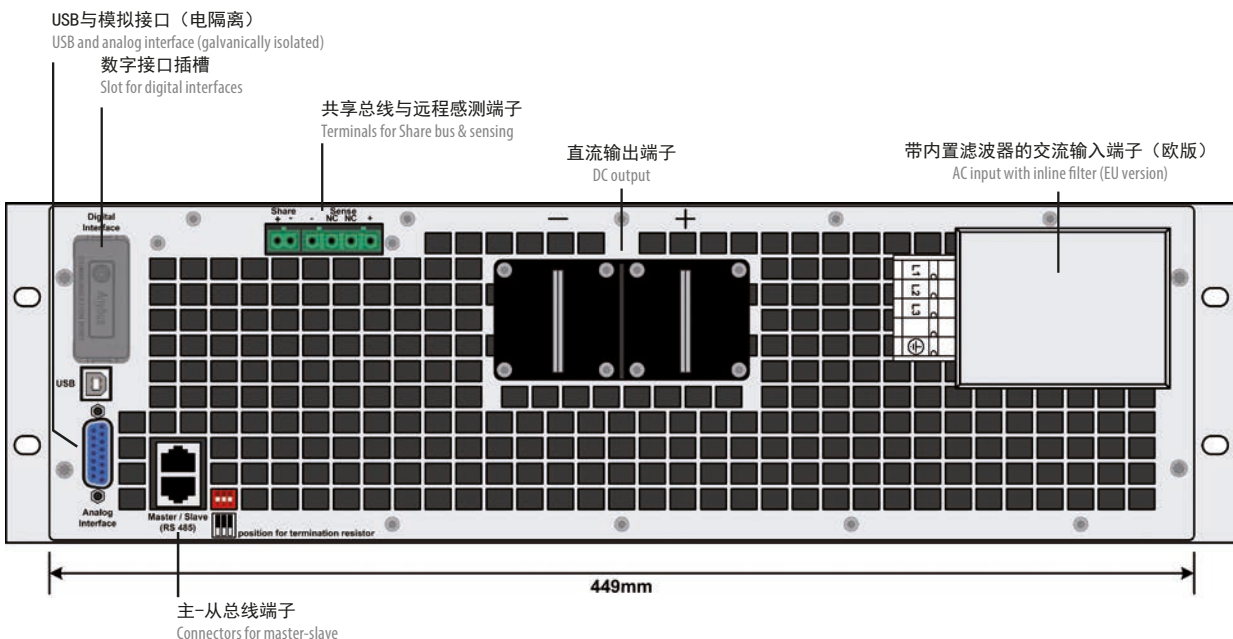 USB与模拟接口（电隔离）
USB and analog interface (galvanically isolated)
数字接口插槽
Slot for digital interfaces
共享总线与远程感测端子
Terminals for Share bus & sensing
直流输出端子
DC output
带内置滤波器的交流输入端子（欧版）
AC input with inline filter (EU version)
Digital
Interface
Share
+ -
Sense
- NC NC +
− +
Anybus
L1
L2
L3
USB
Analog
Interface
Master / Slave
(RS 485)
position for termination resistor
449mm
主-从总线端子
Connectors for master-slave